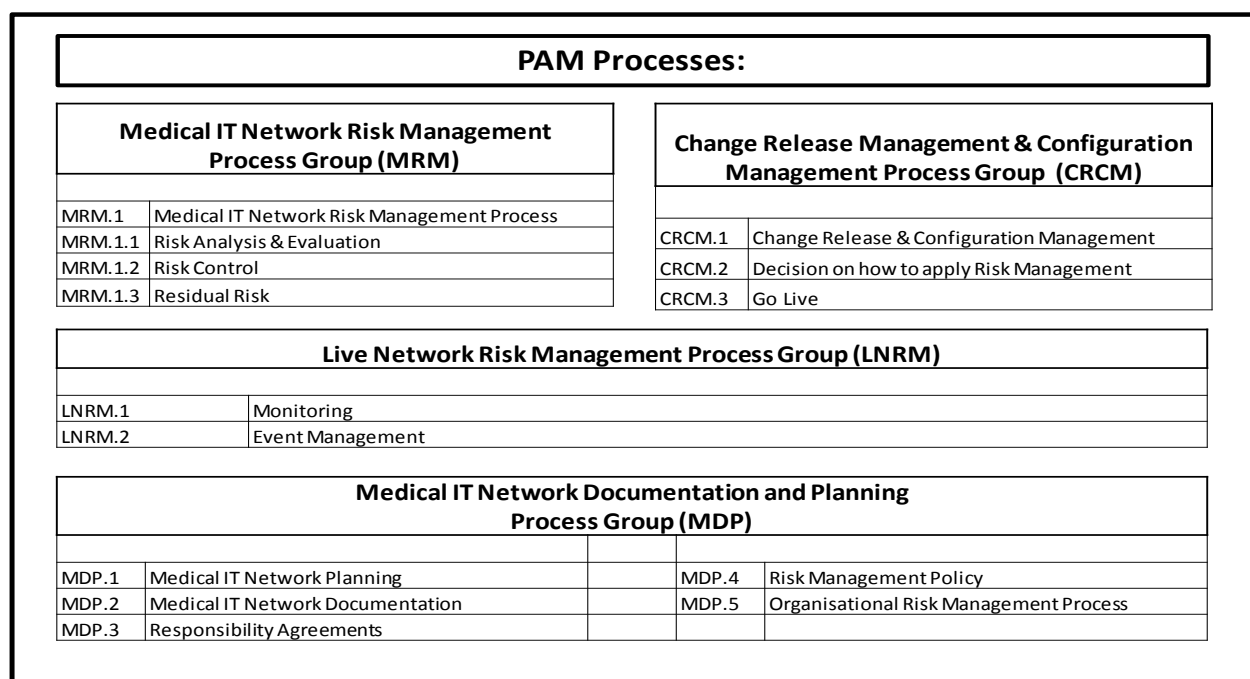 PAM Processes:
Medical IT Network Risk Management
Process Group (MRM)
MRM.1 Medical IT Network Risk Management Process
MRM.1.1 Risk Analysis & Evaluation
MRM.1.2 Risk Control
MRM.1.3 Residual Risk
Change Release Management & Configuration
Management Process Group (CRCM)
CRCM.1 Change Release & Configuration Management
CRCM.2 Decision on how to apply Risk Management
CRCM.3 Go Live
Live Network Risk Management Process Group (LNRM)
LNRM.1 Monitoring
LNRM.2 Event Management
Medical IT Network Documentation and Planning
Process Group (MDP)
MDP.1 Medical IT Network Planning MDP.4 Risk Management Policy
MDP.2 Medical IT Network Documentation MDP.5 Organisational Risk Management Process
MDP.3 Responsibility Agreements